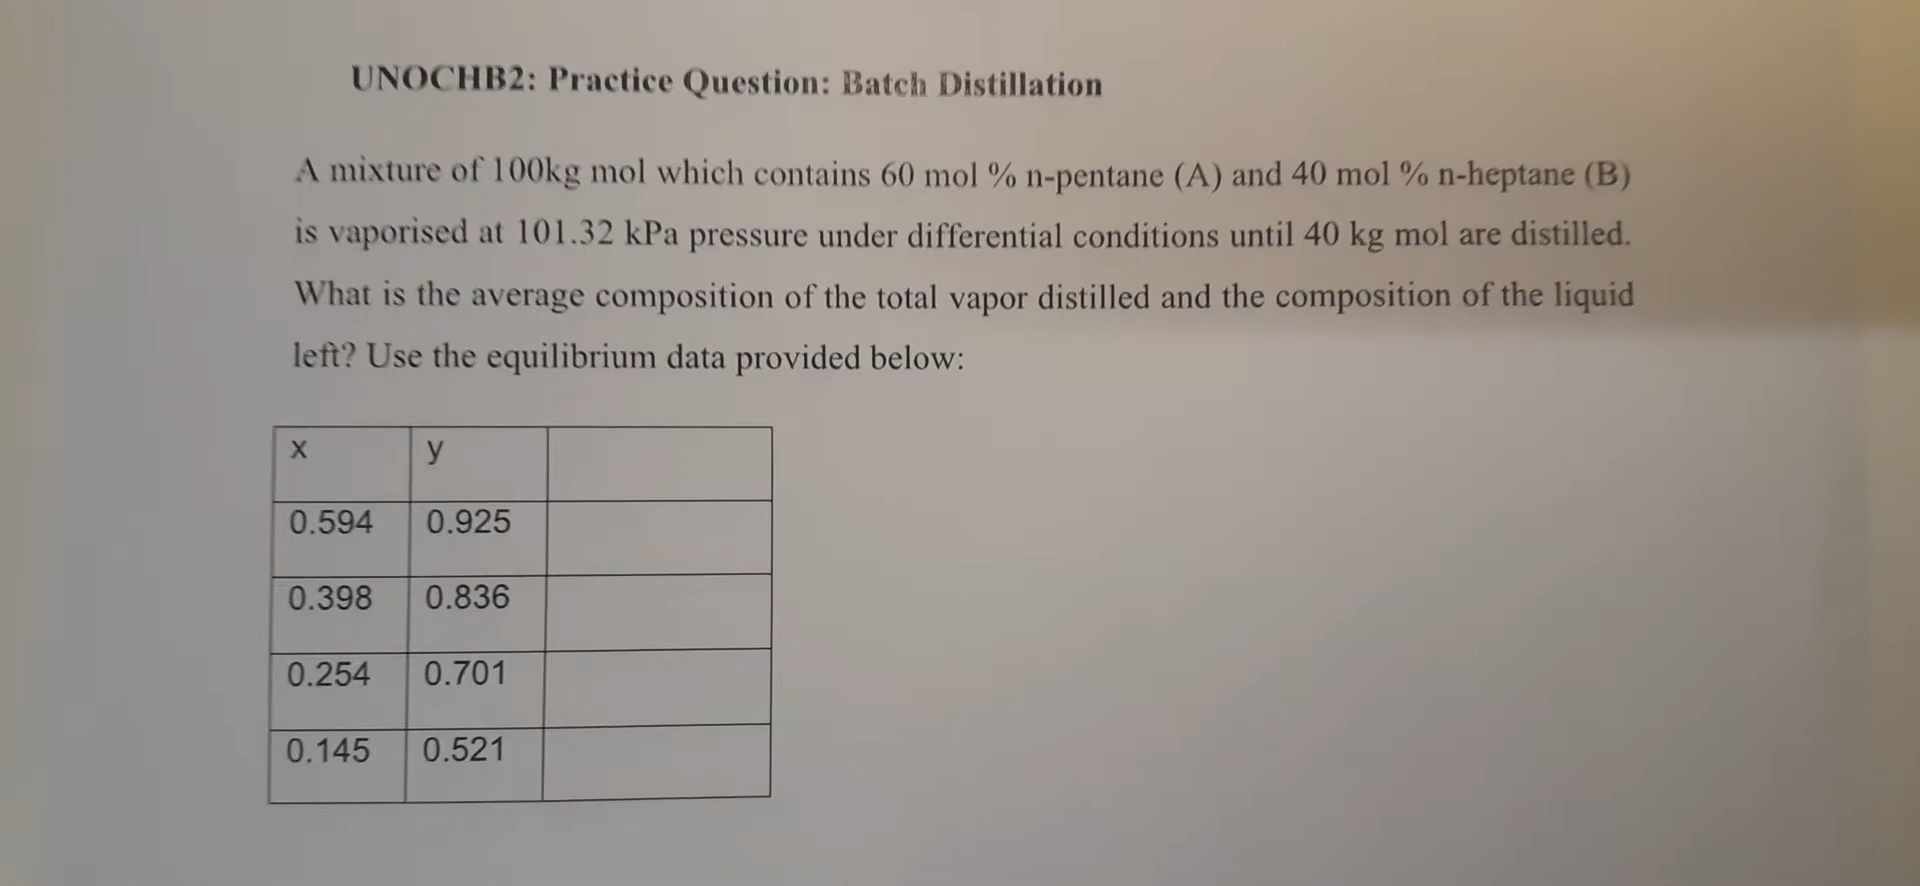 UNOCHB2: Practice Question: Batch Distillation
A mixture of 100kg mol which contains 60 mol % n-pentane (A) and 40 mol % n-heptane (B)
is vaporised at 101.32 kPa pressure under differential conditions until 40 kg mol are distilled.
What is the average composition of the total vapor distilled and the composition of the liquid
left? Use the equilibrium data provided below:
x y
0.594 0.925
0.398 0.836
0.254 0.701
0.145 0.521